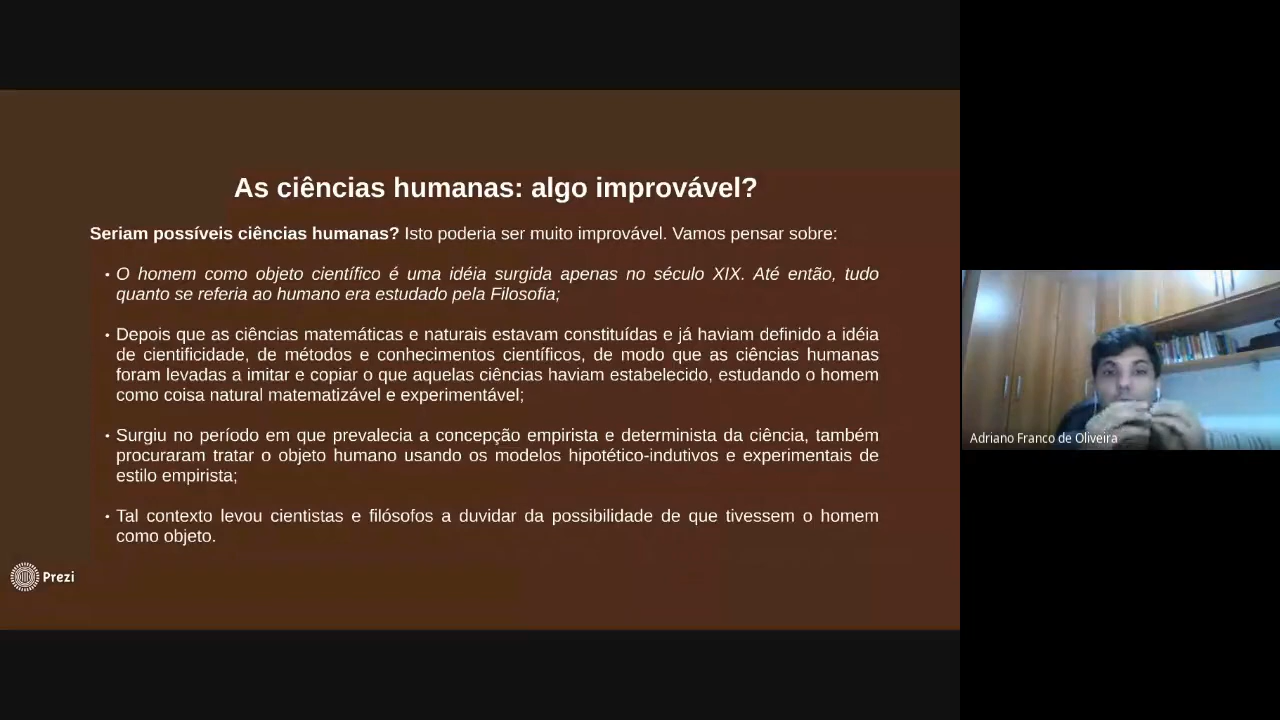 As ciências humanas: algo improvável?
Seriam possíveis ciências humanas? Isto poderia ser muito improvável. Vamos pensar sobre:
• O homem como objeto científico é uma idéia surgida apenas no século XIX. Até então, tudo
quanto se referia ao humano era estudado pela Filosofia;
• Depois que as ciências matemáticas e naturais estavam constituídas e já haviam definido a idéia
de cientificidade, de métodos e conhecimentos científicos, de modo que as ciências humanas
foram levadas a imitar e copiar o que aquelas ciências haviam estabelecido, estudando o homem
como coisa natural matematizável e experimentável;
• Surgiu no período em que prevalecia a concepção empirista e determinista da ciência, também
procuraram tratar o objeto humano usando os modelos hipotético-indutivos e experimentais de
estilo empirista;
• Tal contexto levou cientistas e filósofos a duvidar da possibilidade de que tivessem o homem
como objeto.
Prezi
Adriano Franco de Oliveira